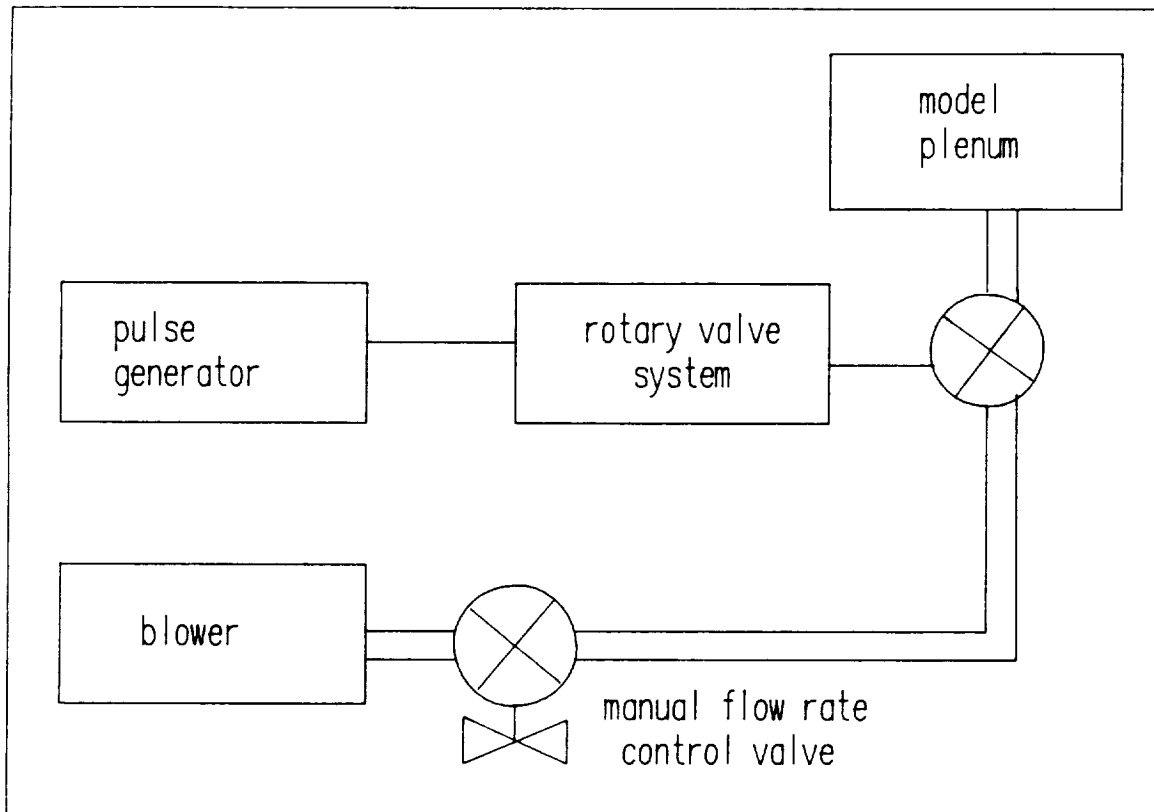 model
plenum
pulse
generator
rotary valve
system
blower
manual flow rate
control valve